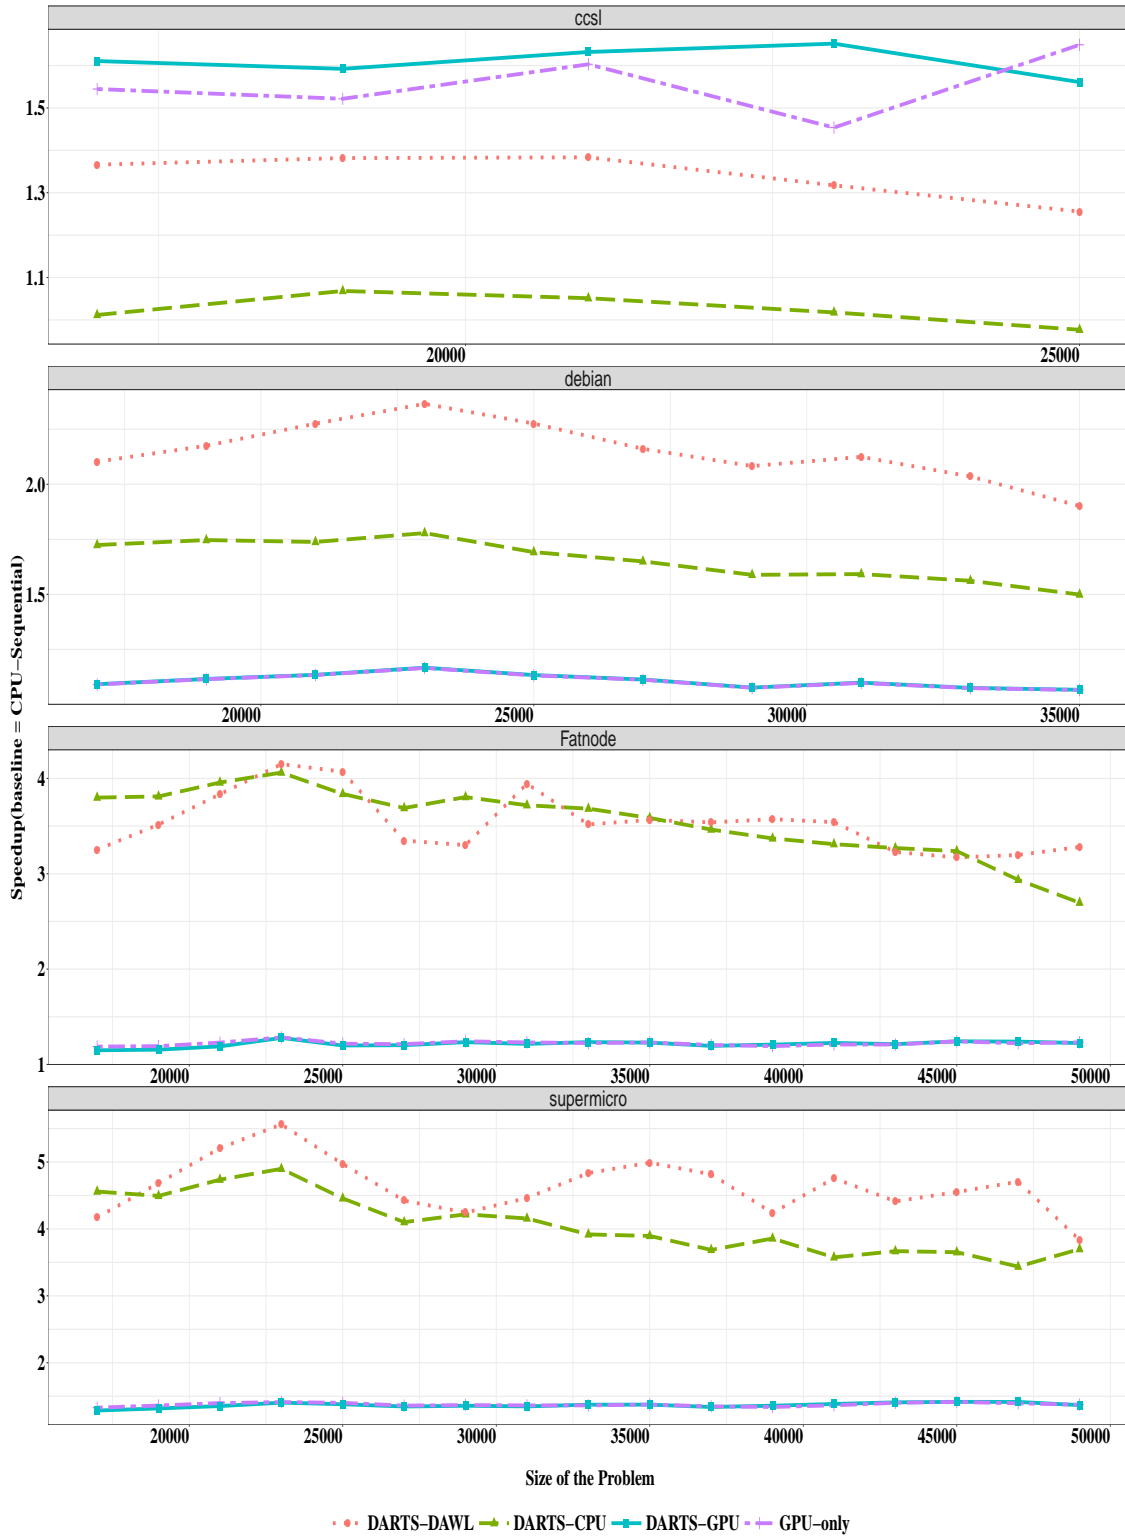 ccsl
1.5
1.3
1.1
20000 25000
debian
2.0
1.5
20000 25000 30000 35000
Fatnode
4
3
2
1
20000 25000 30000 35000 40000 45000 50000
supermicro
5
4
3
2
20000 25000 30000 35000 40000 45000 50000
Speedup(baseline = CPU−Sequential)
Size of the Problem
DARTS−DAWL DARTS−CPU DARTS−GPU GPU−only